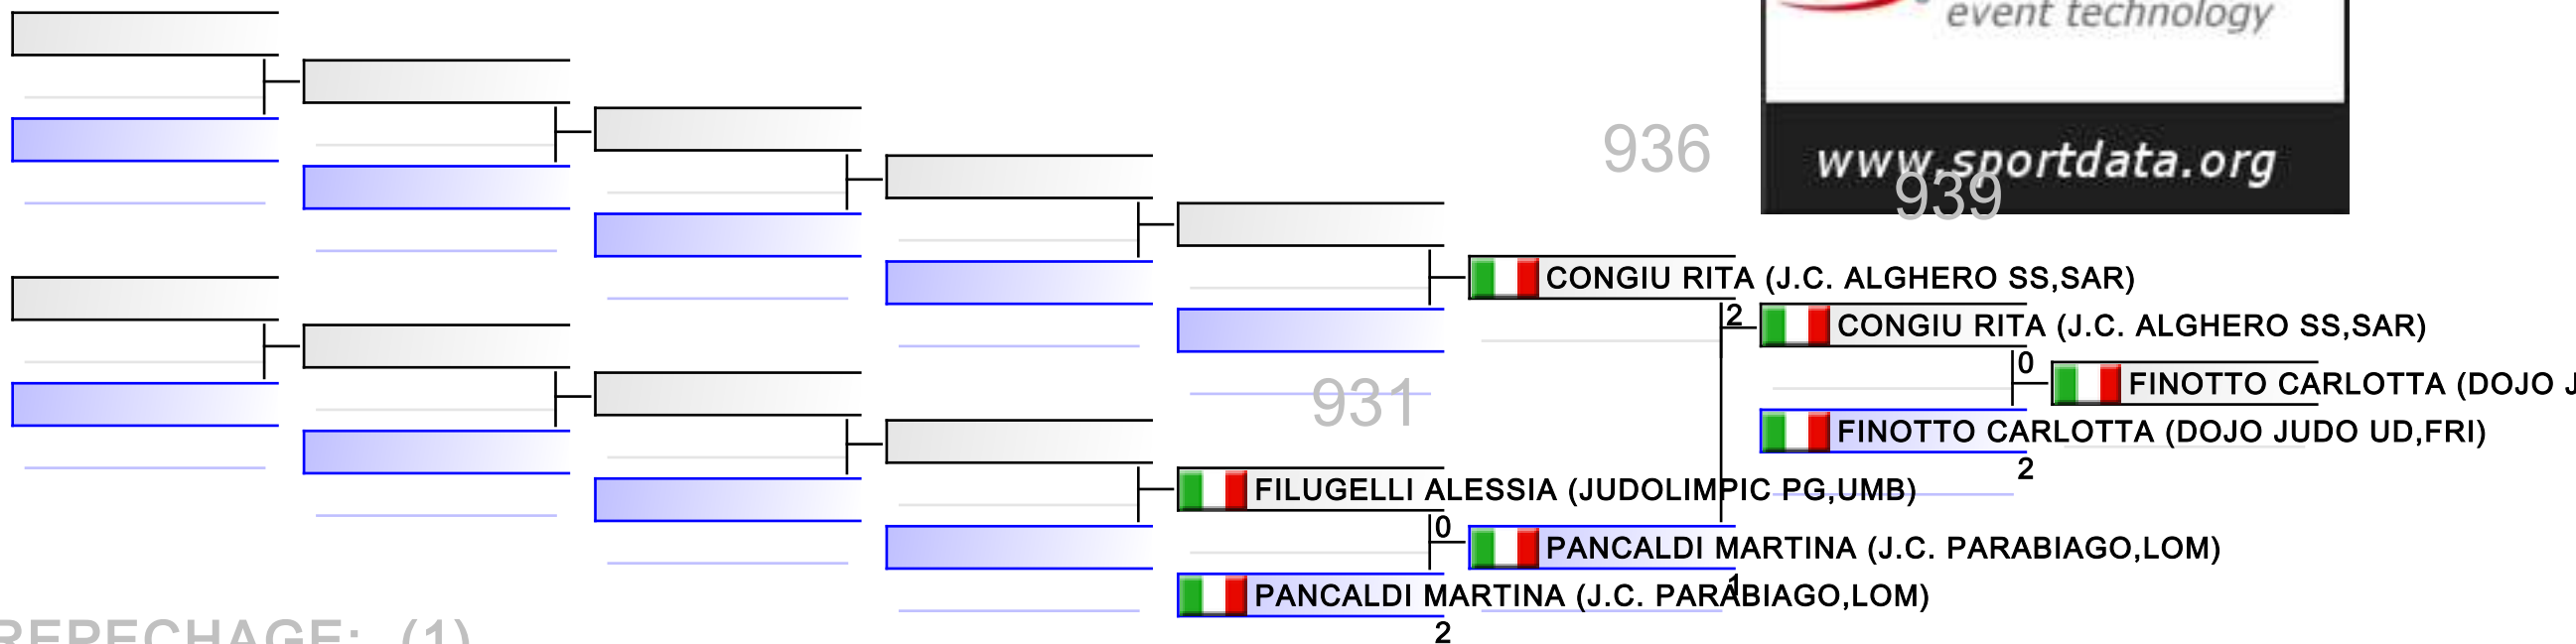 event technology
www.sportdata.org
936
939
CONGIU RITA (J.C. ALGHERO SS,SAR)
2
CONGIU RITA (J.C. ALGHERO SS,SAR)
0
FINOTTO CARLOTTA (DOJO J
931
FINOTTO CARLOTTA (DOJO JUDO UD,FRI)
2
FILUGELLI ALESSIA (JUDOLIMPIC PG,UMB)
0
PANCALDI MARTINA (J.C. PARABIAGO,LOM)
1
PANCALDI MARTINA (J.C. PARABIAGO,LOM)
2
REPECHAGE: (1)